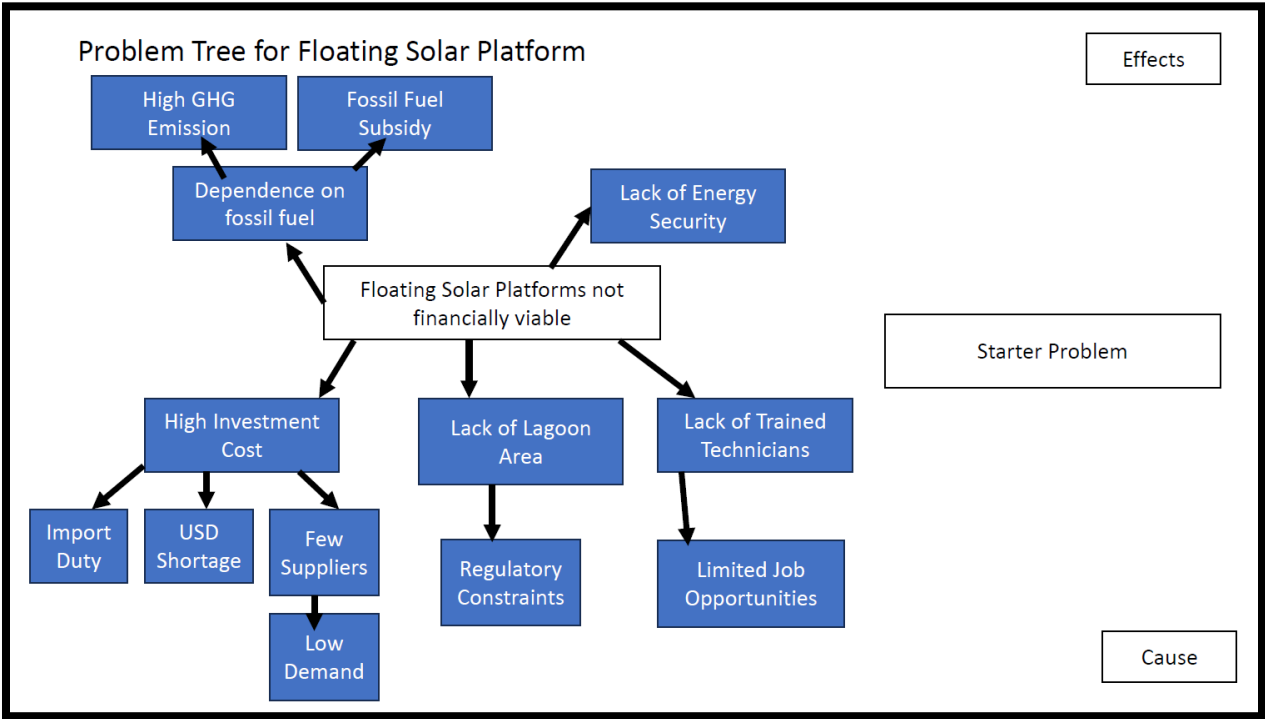 Problem Tree for Floating Solar Platform
Effects
High GHG
Emission
Fossil Fuel
Subsidy
Dependence on
fossil fuel
Lack of Energy
Security
Floating Solar Platforms not
financially viable
Starter Problem
High Investment
Cost
Lack of Lagoon
Area
Lack of Trained
Technicians
Import
Duty
USD
Shortage
Few
Suppliers
Regulatory
Constraints
Limited Job
Opportunities
Low
Demand
Cause